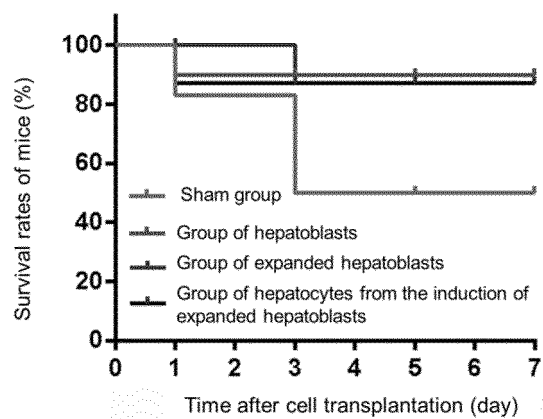 Survival rates of mice (%)
100
80
60
40
20
0
Sham group
Group of hepatoblasts
Group of expanded hepatoblasts
Group of hepatocytes from the induction of
expanded hepatoblasts
0 1 2 3 4 5 6 7
Time after cell transplantation (day)